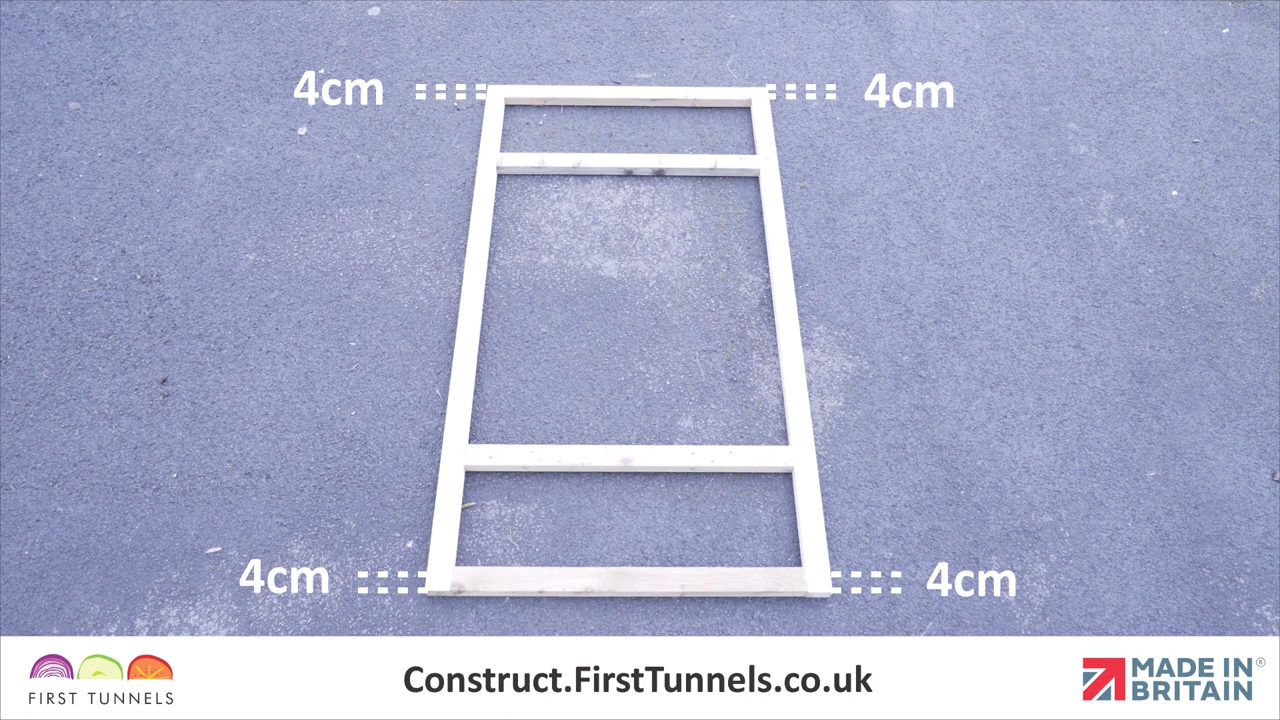 4cm 4cm
4cm 4cm
FIRST TUNNELS
Construct.FirstTunnels.co.uk
MADE IN®
BRITAIN